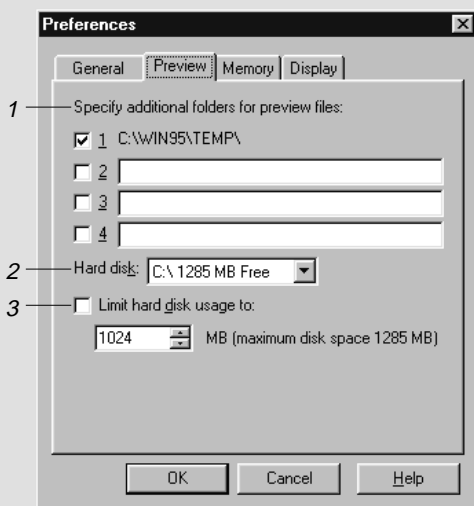 Preferences
General Preview Memory Display
1 Specify additional folders for preview files:
1 C:\WIN95\TEMP\
2
3
4
2 Hard disk: C:\ 1285 MB Free
3 Limit hard disk usage to:
1024 MB (maximum disk space 1285 MB)
OK Cancel Help